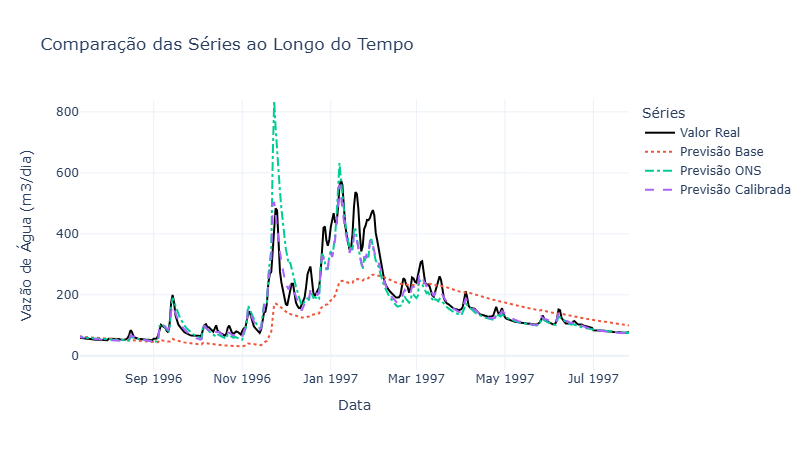 Comparação das Séries ao Longo do Tempo
Séries
Valor Real
Previsão Base
Previsão ONS
Previsão Calibrada
Vazão de Água (m3/dia)
800
600
400
200
0
Sep 1996
Nov 1996
Jan 1997
Mar 1997
May 1997
Jul 1997
Data